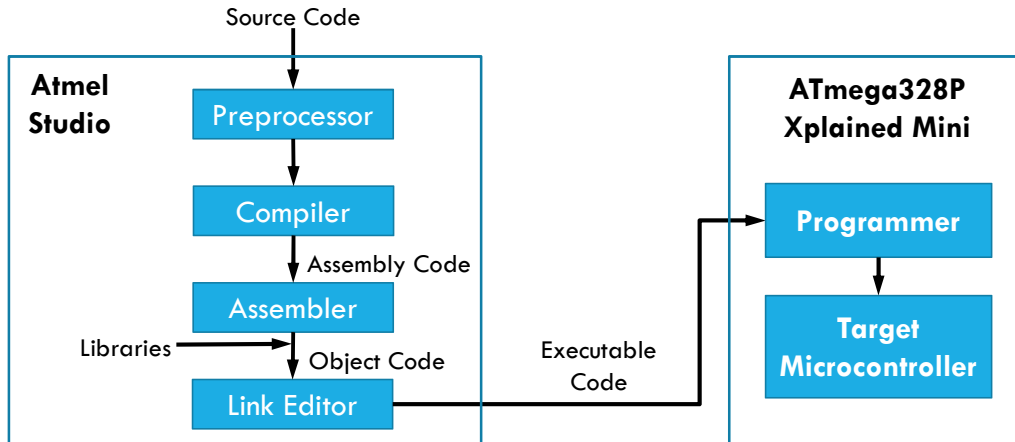 Source Code
Atmel
Studio
Preprocessor
Compiler
Assembly Code
Assembler
Libraries
Object Code
Link Editor
Executable
Code
ATmega328P
Xplained Mini
Programmer
Target
Microcontroller